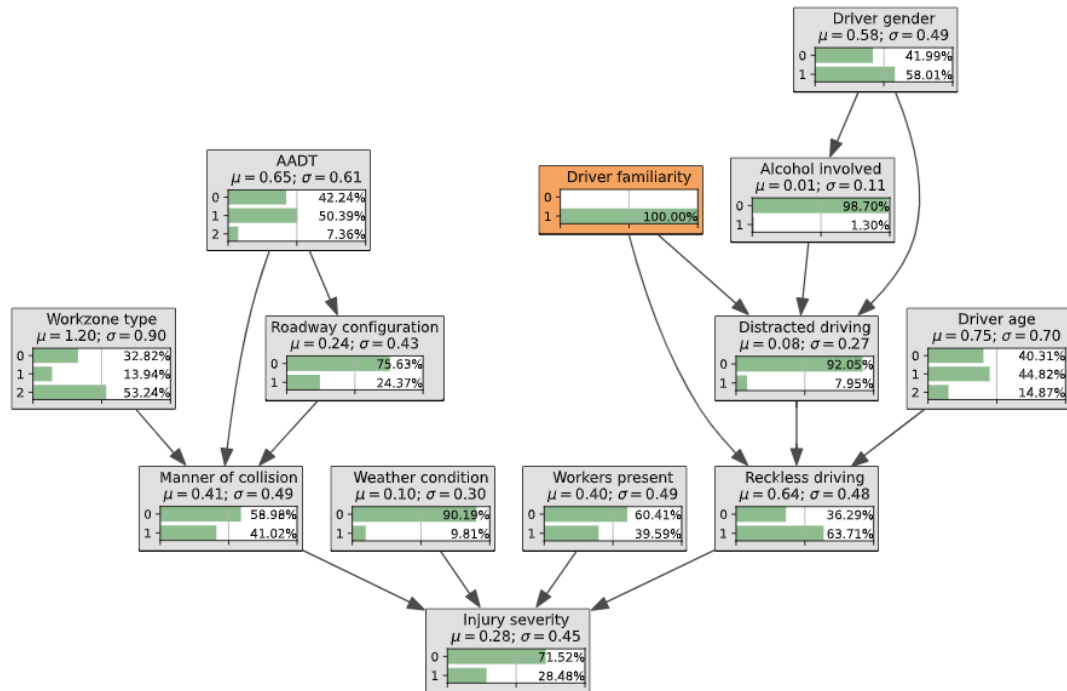 Driver gender
μ = 0.58; σ = 0.49
0 41.99%
1 58.01%
AADT
μ = 0.65; σ = 0.61
0 42.24%
1 50.39%
2 7.36%
Driver familiarity
0
1 100.00%
Alcohol involved
μ = 0.01; σ = 0.11
0 98.70%
1 1.30%
Workzone type
μ = 1.20; σ = 0.90
0 32.82%
1 13.94%
2 53.24%
Roadway configuration
μ = 0.24; σ = 0.43
0 75.63%
1 24.37%
Distracted driving
μ = 0.08; σ = 0.27
0 92.05%
1 7.95%
Driver age
μ = 0.75; σ = 0.70
0 40.31%
1 44.82%
2 14.87%
Manner of collision
μ = 0.41; σ = 0.49
0 58.98%
1 41.02%
Weather condition
μ = 0.10; σ = 0.30
0 90.19%
1 9.81%
Workers present
μ = 0.40; σ = 0.49
0 60.41%
1 39.59%
Reckless driving
μ = 0.64; σ = 0.48
0 36.29%
1 63.71%
Injury severity
μ = 0.28; σ = 0.45
0 71.52%
1 28.48%